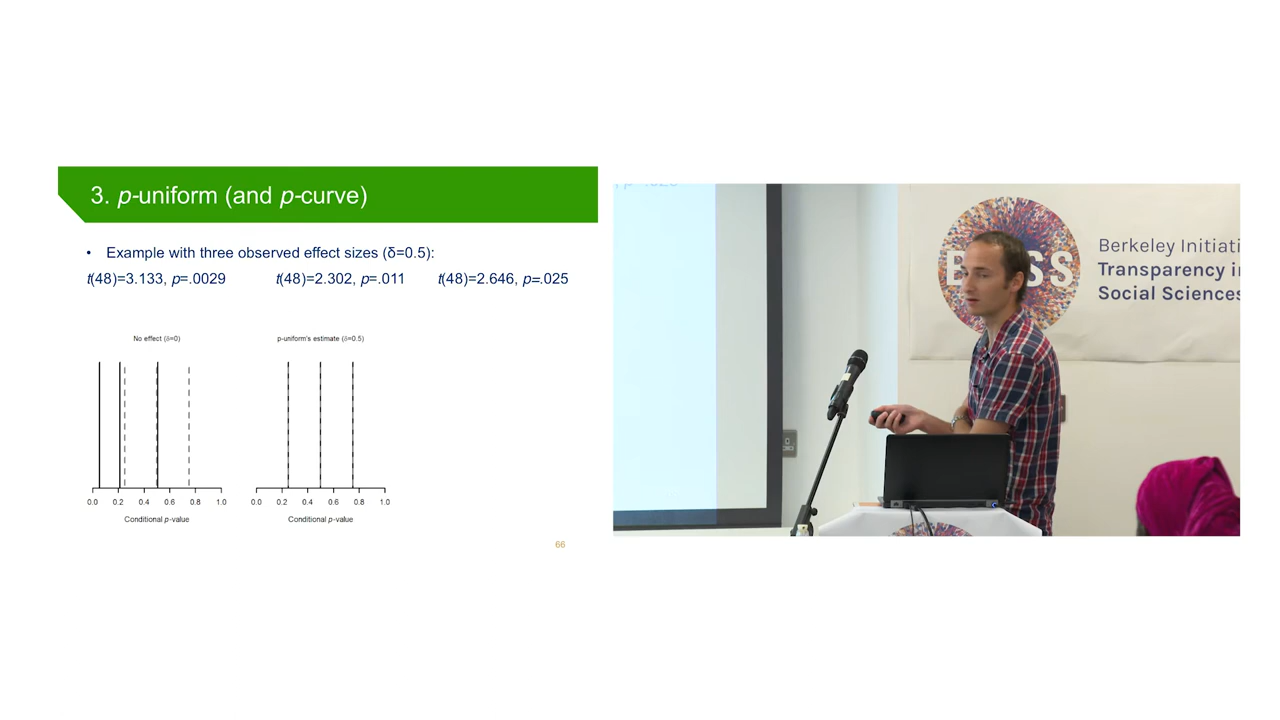 3. p-uniform (and p-curve)
• Example with three observed effect sizes (δ=0.5):
t(48)=3.133, p=.0029 t(48)=2.302, p=.011 t(48)=2.646, p=.025
No effect (δ=0) p-uniform's estimate (δ=0.5)
0.0 0.2 0.4 0.6 0.8 1.0 0.0 0.2 0.4 0.6 0.8 1.0
Conditional p-value Conditional p-value
66
Berkeley Initiati
Transparency in
Social Sciences